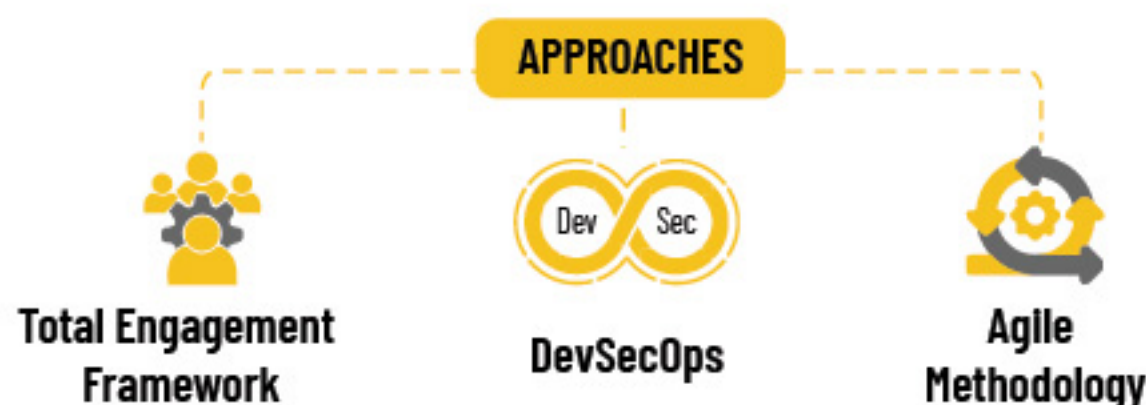 APPROACHES
Dev
Sec
Total Engagement
Framework
DevSecOps
Agile
Methodology